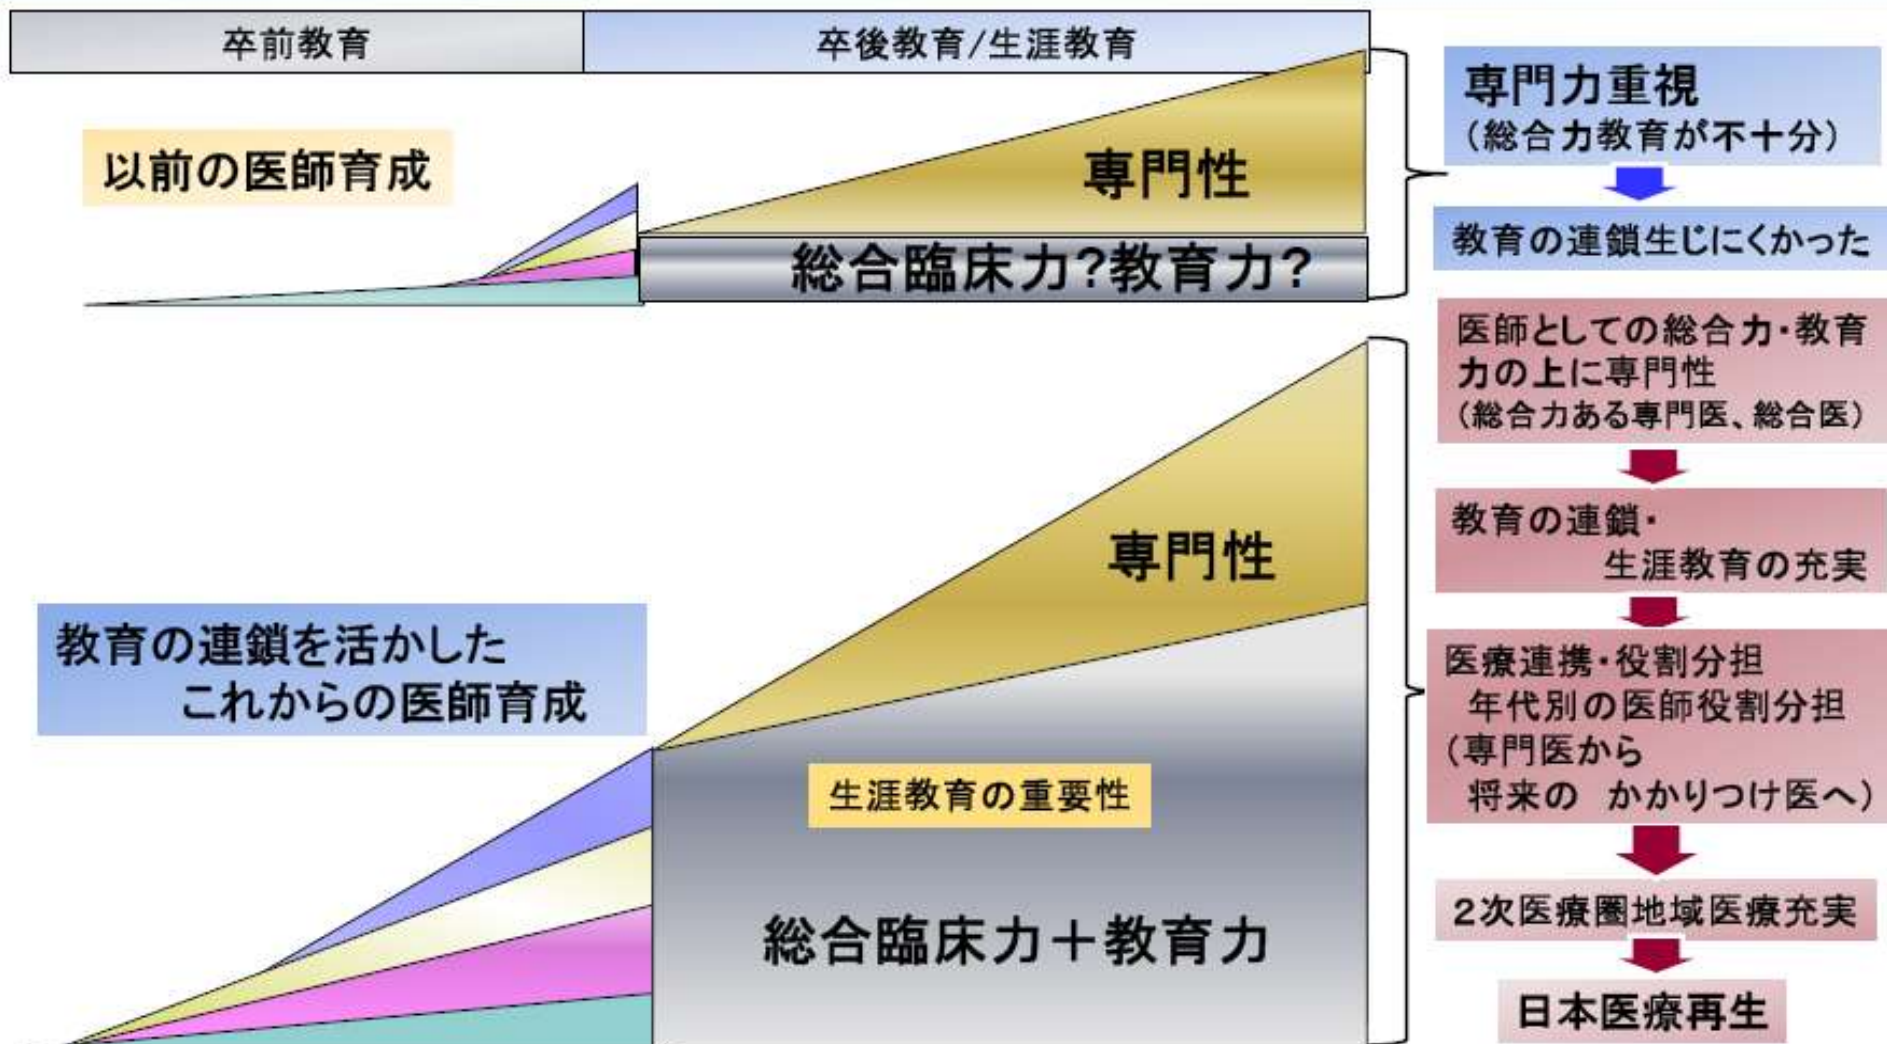 卒前教育
卒後教育/生涯教育
以前の医師育成
専門性
総合臨床力?教育力?
専門力重視
(総合力教育が不十分)
教育の連鎖生じにくかった
教育の連鎖を活かした
これからの医師育成
専門性
生涯教育の重要性
総合臨床力＋教育力
医師としての総合力・教育
力の上に専門性
(総合力ある専門医、総合医)
教育の連鎖・
生涯教育の充実
医療連携・役割分担
年代別の医師役割分担
(専門医から
将来の かかりつけ医へ)
2次医療圏地域医療充実
日本医療再生